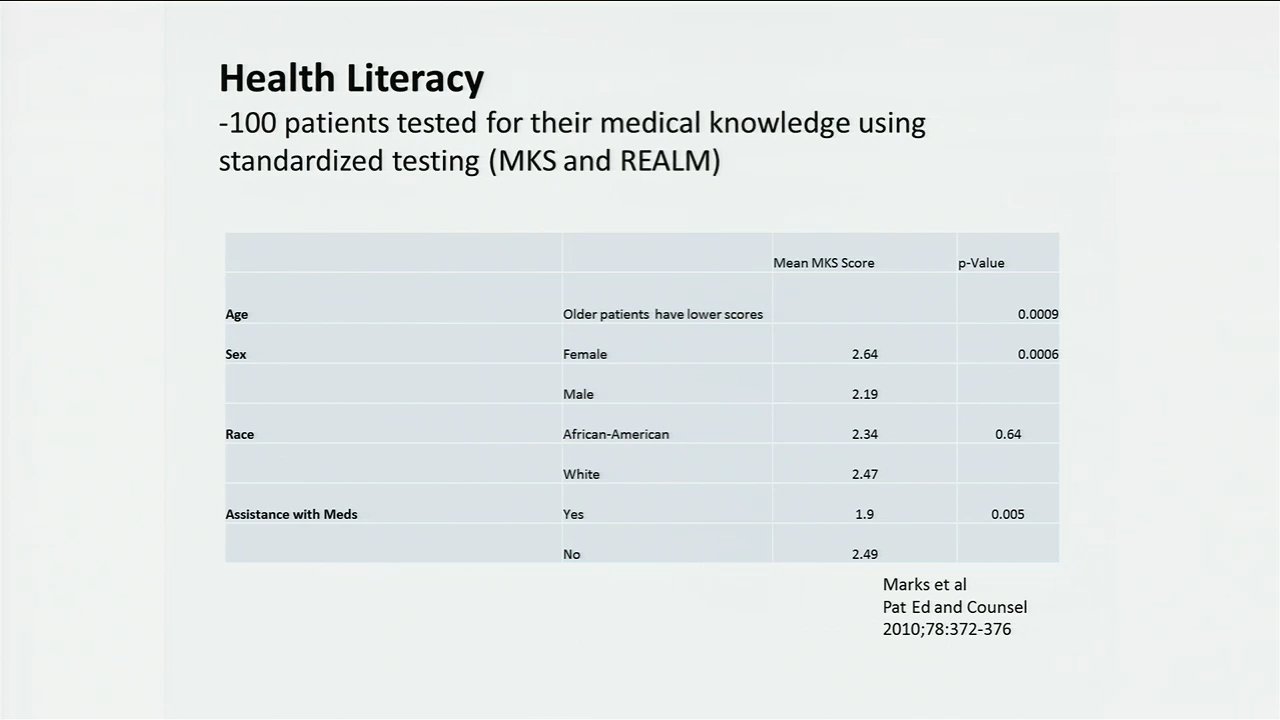 Health Literacy
-100 patients tested for their medical knowledge using
standardized testing (MKS and REALM)
Mean MKS Score p-Value
Age Older patients have lower scores 0.0009
Sex Female 2.64 0.0006
Male 2.19
Race African-American 2.34 0.64
White 2.47
Assistance with Meds Yes 1.9 0.005
No 2.49
Marks et al
Pat Ed and Counsel
2010;78:372-376